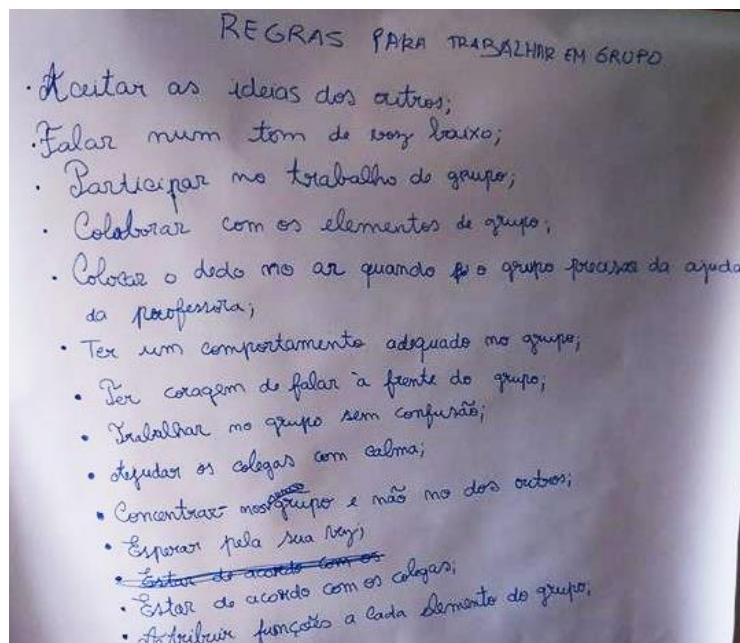 REGRAS PARA TRABALHAR EM GRUPO
· Aceitar as ideias dos outros;
· Falar num tom de voz baixo;
· Participar no trabalho de grupo;
· Colaborar com os elementos de grupo;
· Colocar o dedo no ar quando o grupo precisar da ajuda
da professora;
· Ter um comportamento adequado no grupo;
· Ter coragem de falar à frente do grupo;
· Trabalhar no grupo sem confusão;
· Ajudar os colegas com calma;
· Concentrar grupo e não no dos outros;
· Esperar pela sua vez;
· Estar de acordo com os
· Estar de acordo com os colegas;
· Atribuir funções a cada elemento do grupo;